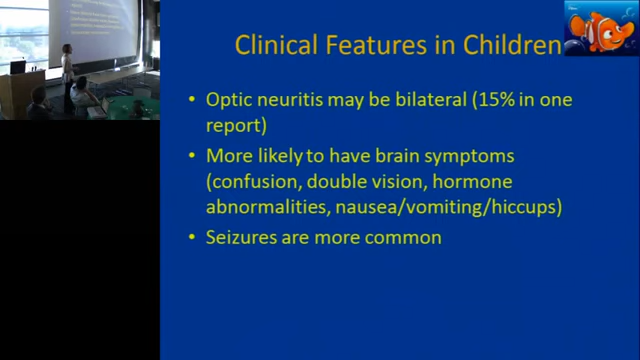 Clinical Features in Children
• Optic neuritis may be bilateral (15% in one
report)
• More likely to have brain symptoms
(confusion, double vision, hormone
abnormalities, nausea/vomiting/hiccups)
• Seizures are more common